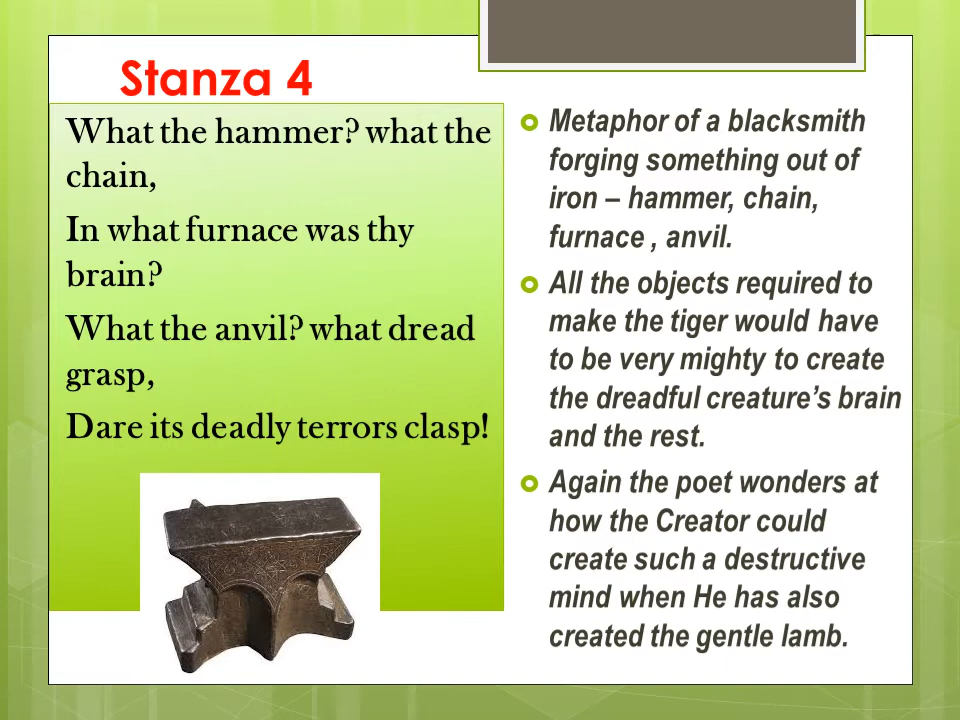 Stanza 4
What the hammer? what the
chain,
In what furnace was thy
brain?
What the anvil? what dread
grasp,
Dare its deadly terrors clasp!
Metaphor of a blacksmith
forging something out of
iron – hammer, chain,
furnace , anvil.
All the objects required to
make the tiger would have
to be very mighty to create
the dreadful creature’s brain
and the rest.
Again the poet wonders at
how the Creator could
create such a destructive
mind when He has also
created the gentle lamb.